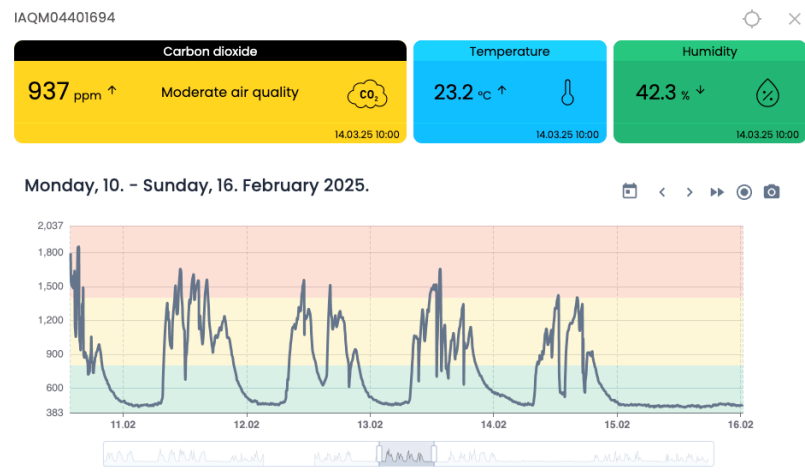 IAQM04401694
Carbon dioxide
937 ppm ↑ Moderate air quality CO₂
14.03.25 10:00
Temperature
23.2 °C ↑
14.03.25 10:00
Humidity
42.3 % ↓ %
14.03.25 10:00
Monday, 10. - Sunday, 16. February 2025.
2,037
1,800
1,500
1,200
900
600
383
11.02 12.02 13.02 14.02 15.02 16.02